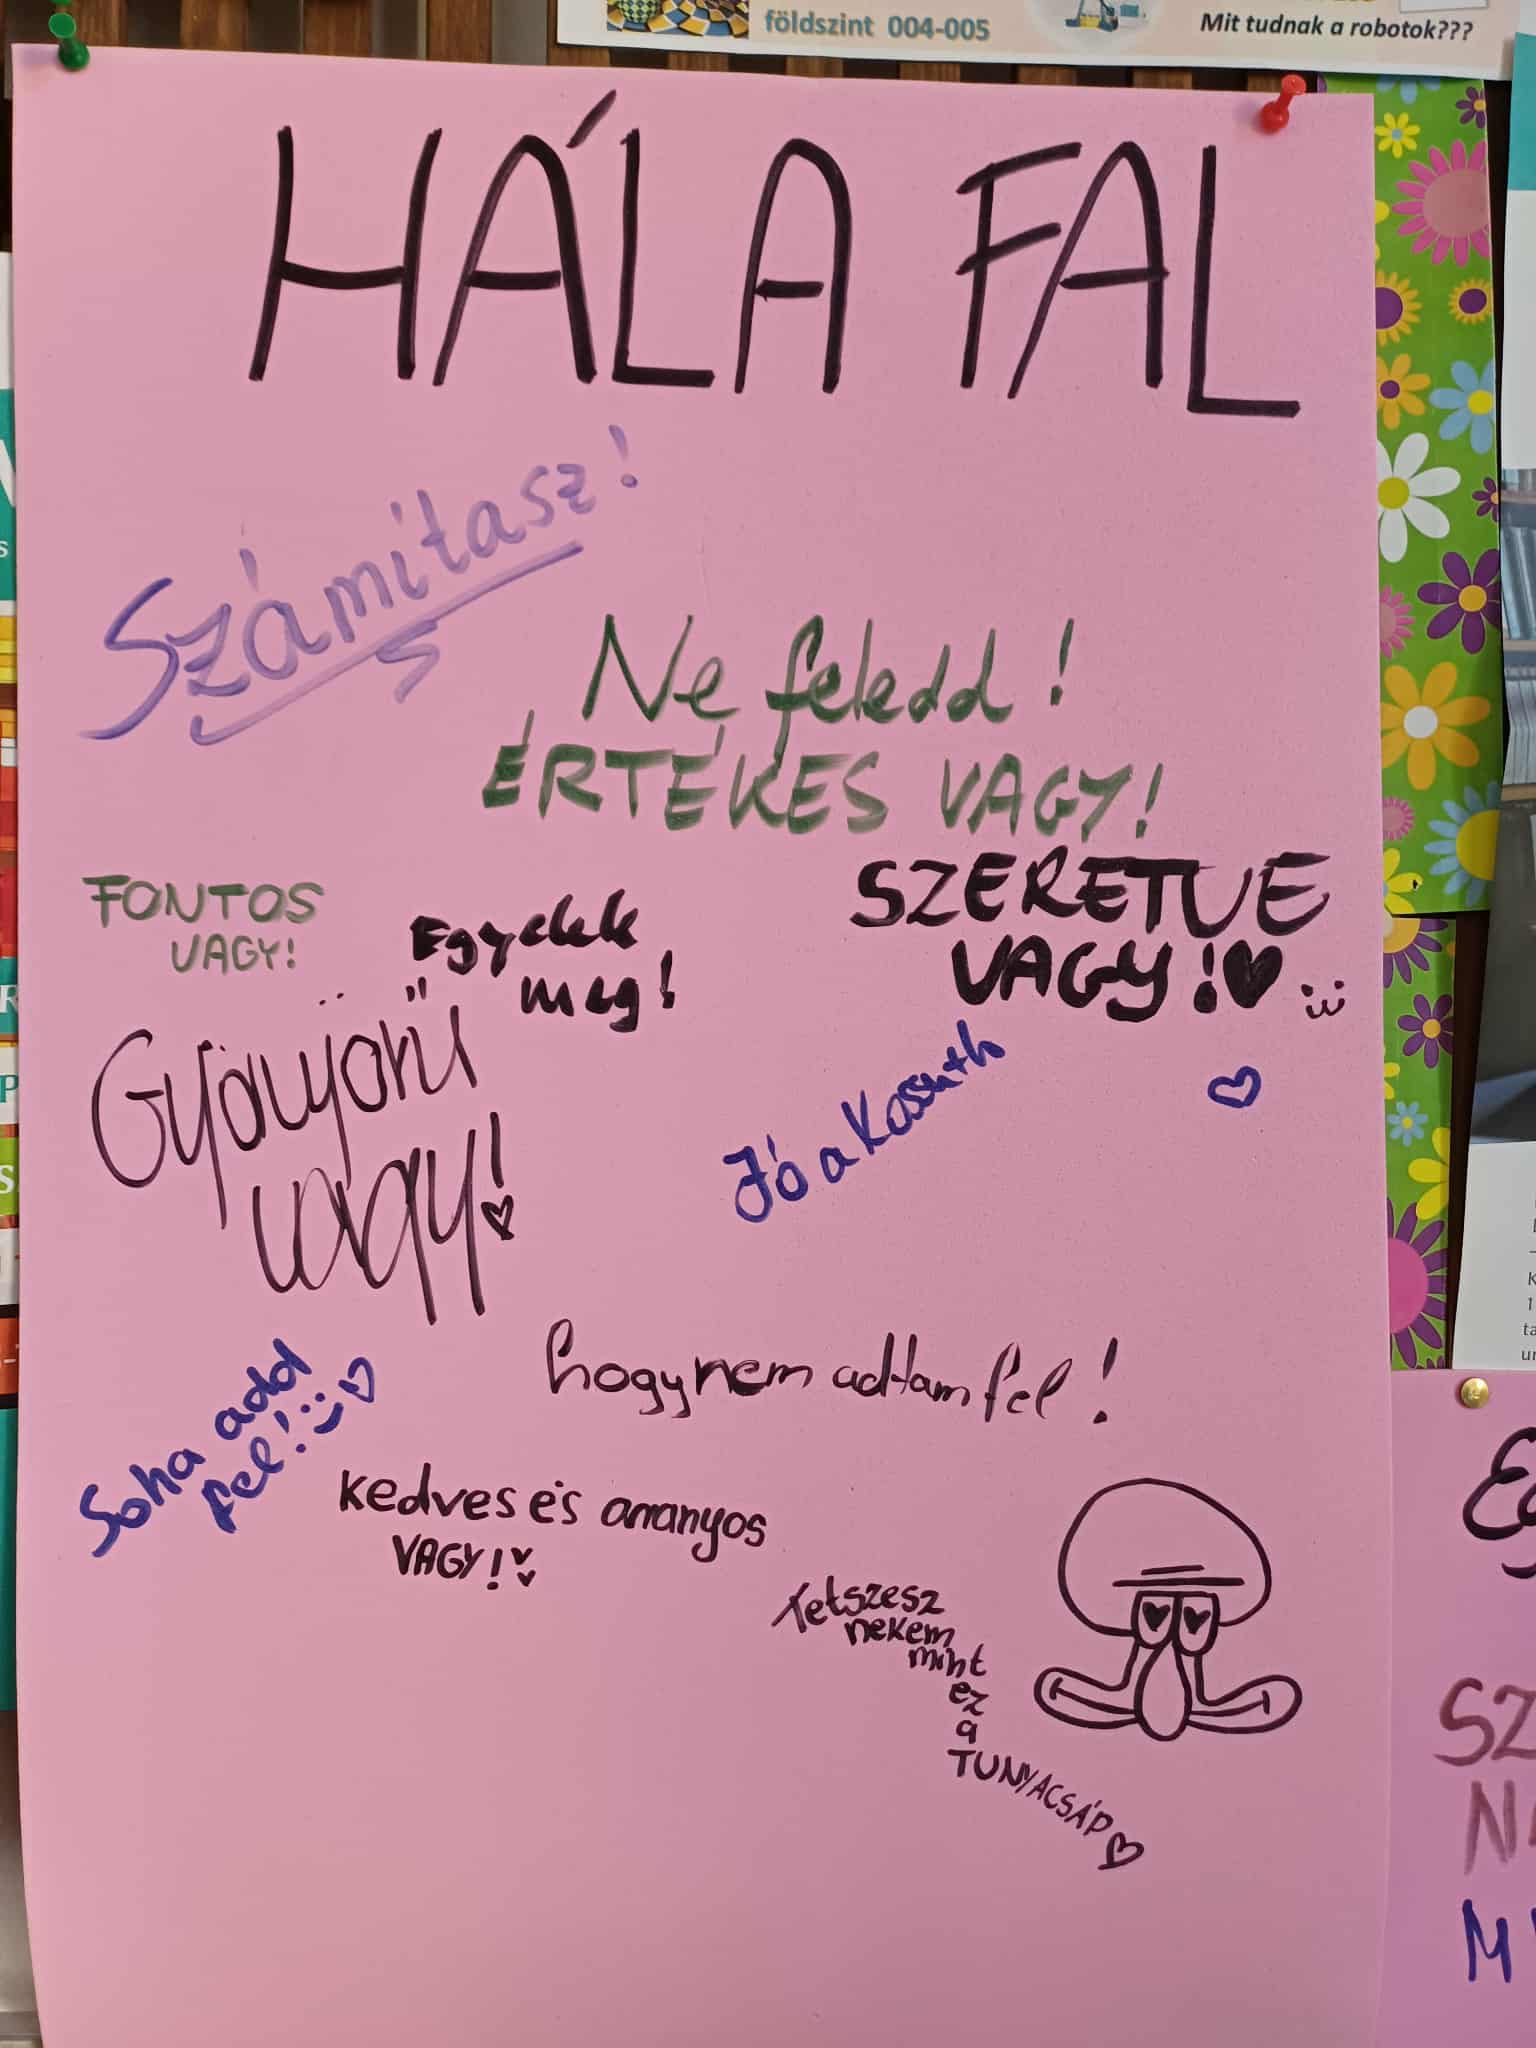 földszint 004-005
Mit tudnak a robotok???
HÁLA FAL
Számítasz!
Ne feledd!
ÉRTÉKES VAGY!
FONTOS
VAGY!
Egyelek
meg!
SZERETVE
VAGY!
Gyönyörű
vagy!
Jó a Kossuth
Soha add
fel!
hogy nem adtam fel!
kedves és aranyos
VAGY!
Tetszesz
nekem
mint
ez
a
TUNYACSÁP
SZ